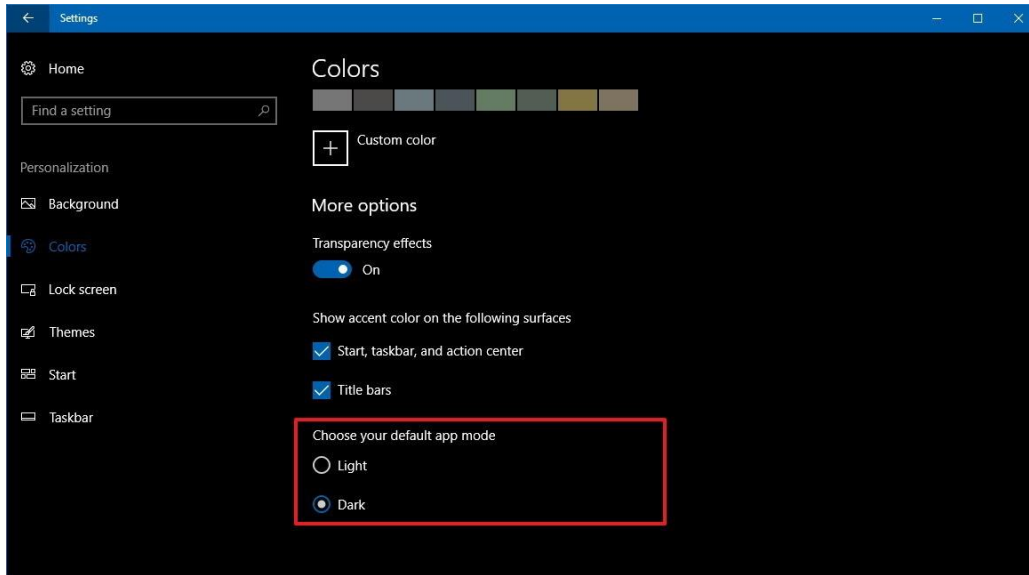 Settings
Home
Find a setting
Personalization
Background
Colors
Lock screen
Themes
Start
Taskbar
Colors
Custom color
More options
Transparency effects
On
Show accent color on the following surfaces
Start, taskbar, and action center
Title bars
Choose your default app mode
Light
Dark